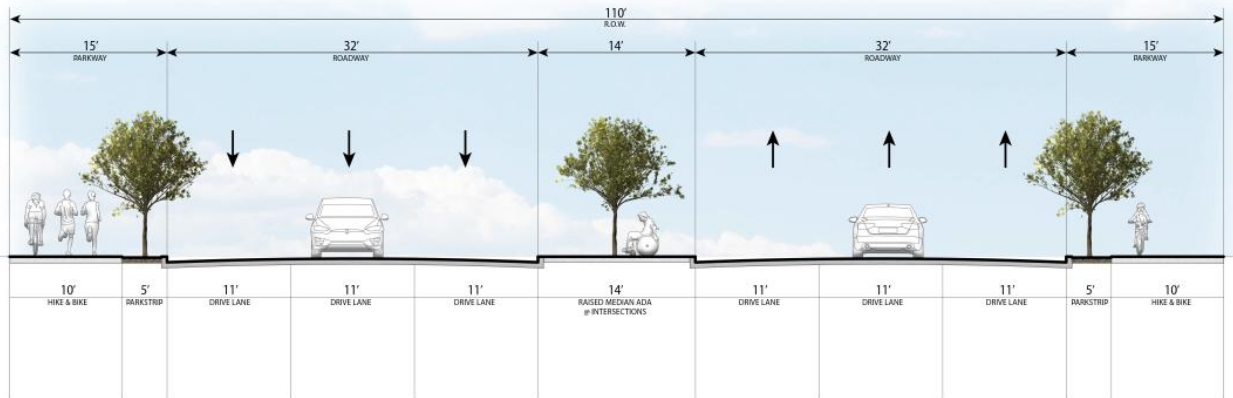 110'
R.O.W.
15'
PARKWAY
32'
ROADWAY
14'
32'
ROADWAY
15'
PARKWAY
10'
HIKE & BIKE
5'
PARKSTRIP
11'
DRIVE LANE
11'
DRIVE LANE
11'
DRIVE LANE
14'
RAISED MEDIAN ADA
@ INTERSECTIONS
11'
DRIVE LANE
11'
DRIVE LANE
11'
DRIVE LANE
5'
PARKSTRIP
10'
HIKE & BIKE